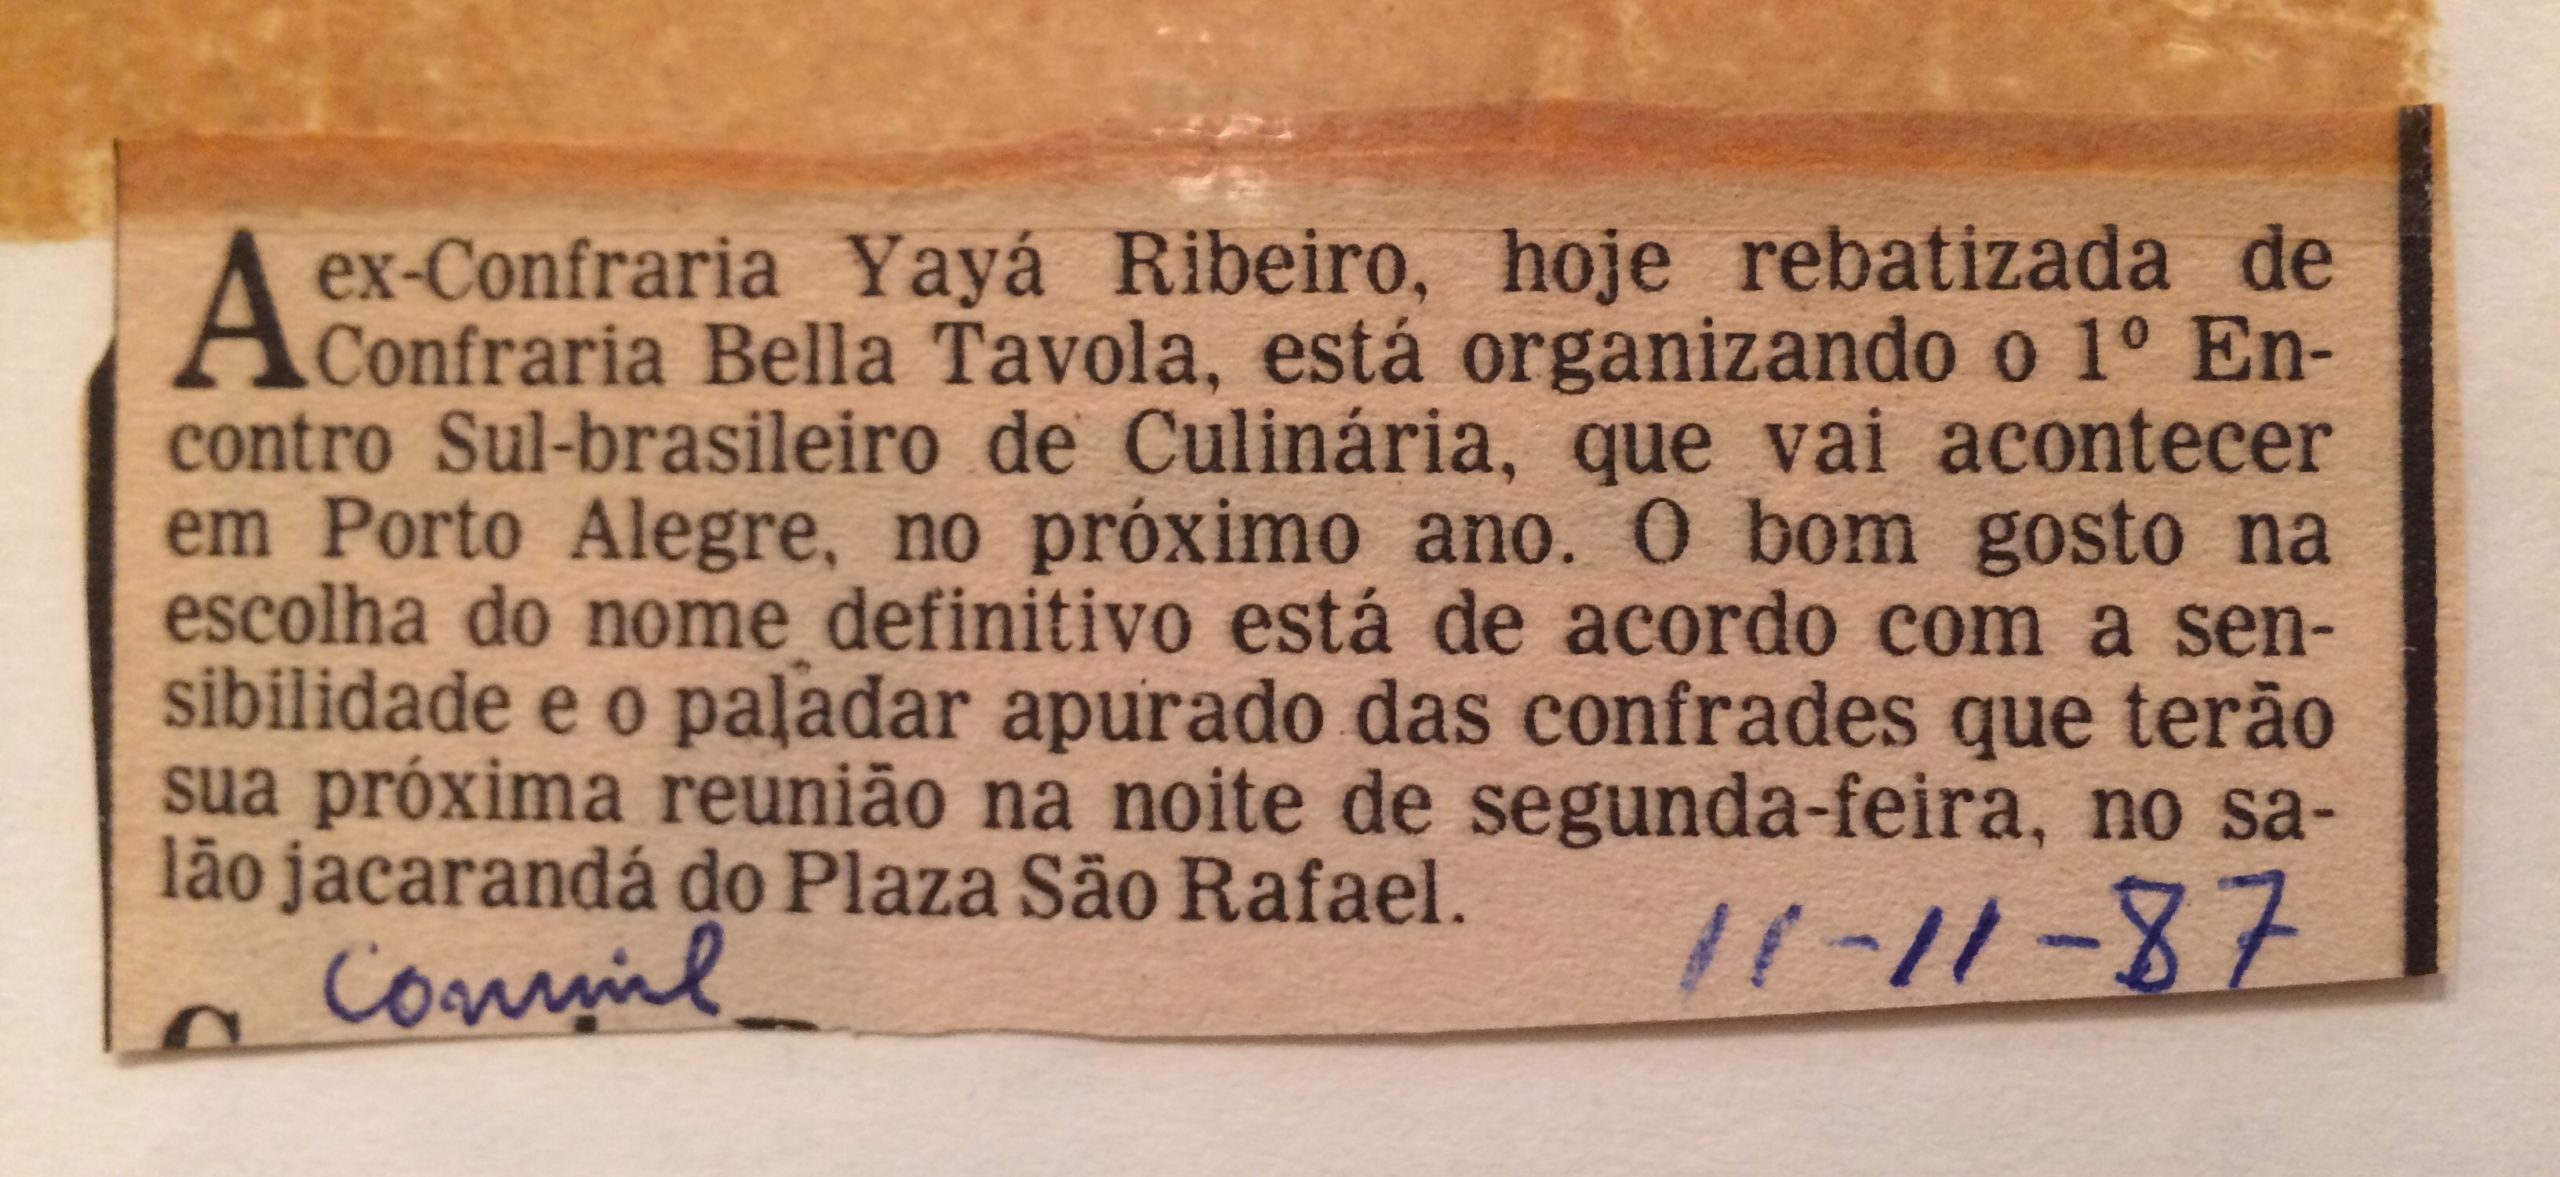 A ex-Confraria Yayá Ribeiro, hoje rebatizada de
Confraria Bella Tavola, está organizando o 1º En-
contro Sul-brasileiro de Culinária, que vai acontecer
em Porto Alegre, no próximo ano. O bom gosto na
escolha do nome definitivo está de acordo com a sen-
sibilidade e o paladar apurado das confrades que terão
sua próxima reunião na noite de segunda-feira, no sa-
lão jacarandá do Plaza São Rafael.
11-11-87